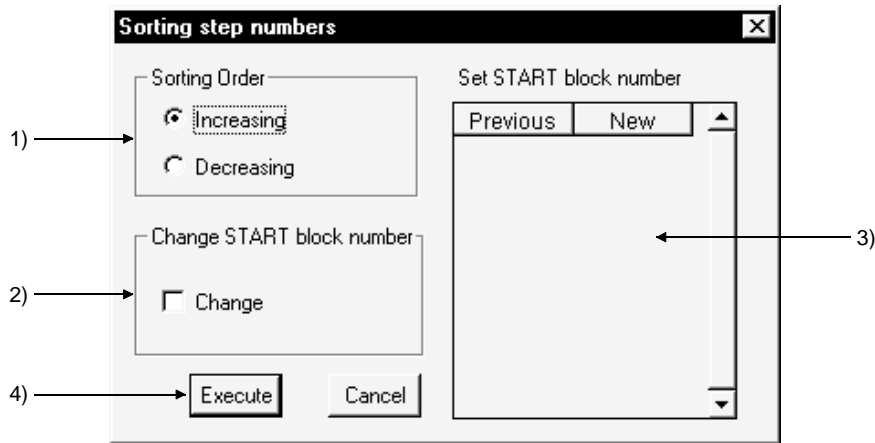 Sorting step numbers
Sorting Order
Increasing
Decreasing
1)
Change START block number
Change
2)
Set START block number
Previous New
3)
4)
Execute Cancel